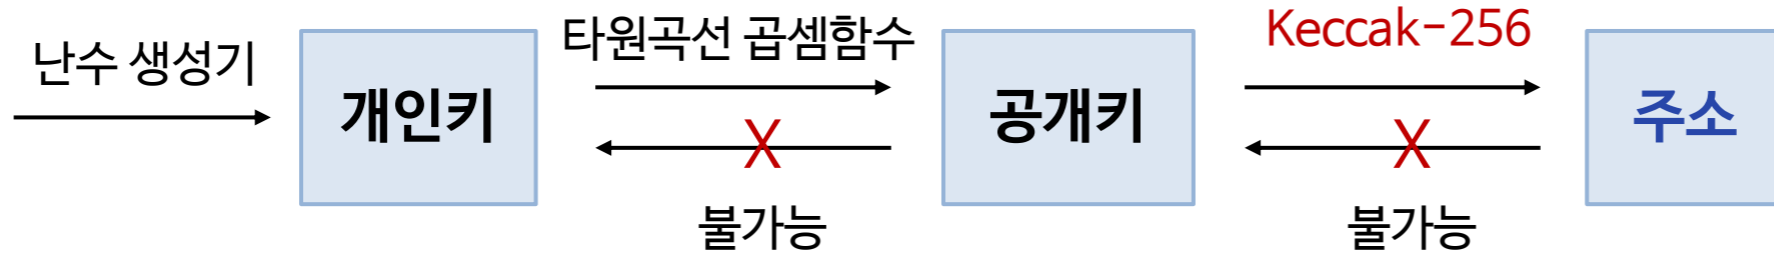 난수 생성기
개인키
타원곡선 곱셈함수
X
불가능
공개키
Keccak-256
X
불가능
주소